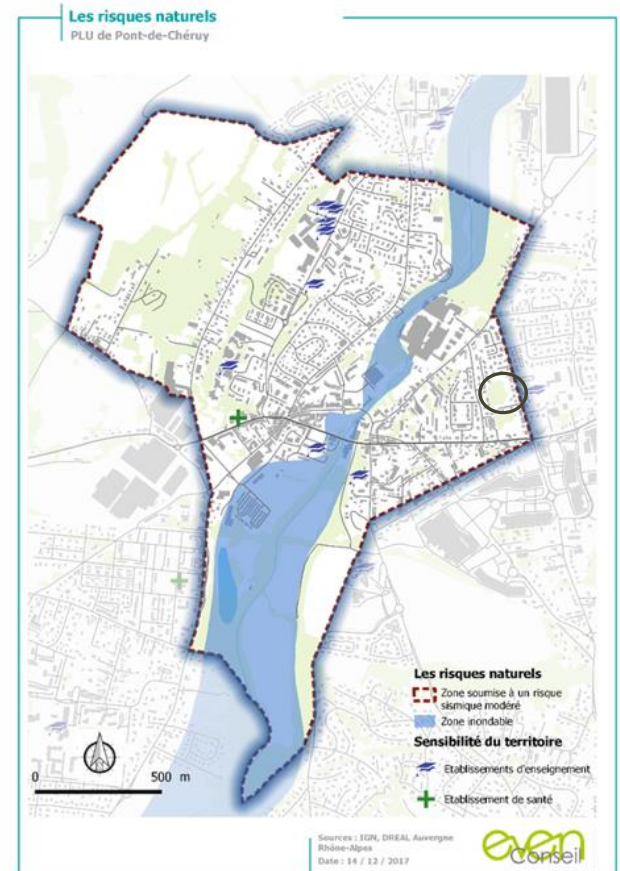 Les risques naturels
PLU de Pont-de-Chéruy
Les risques naturels
Zone soumise à un risque
sismique modéré
Zone inondable
Sensibilité du territoire
Etablissements d'enseignement
Etablissement de santé
0 500 m
Sources : IGN, DREAL Auvergne
Rhône-Alpes
Date : 14 / 12 / 2017
even
Conseil